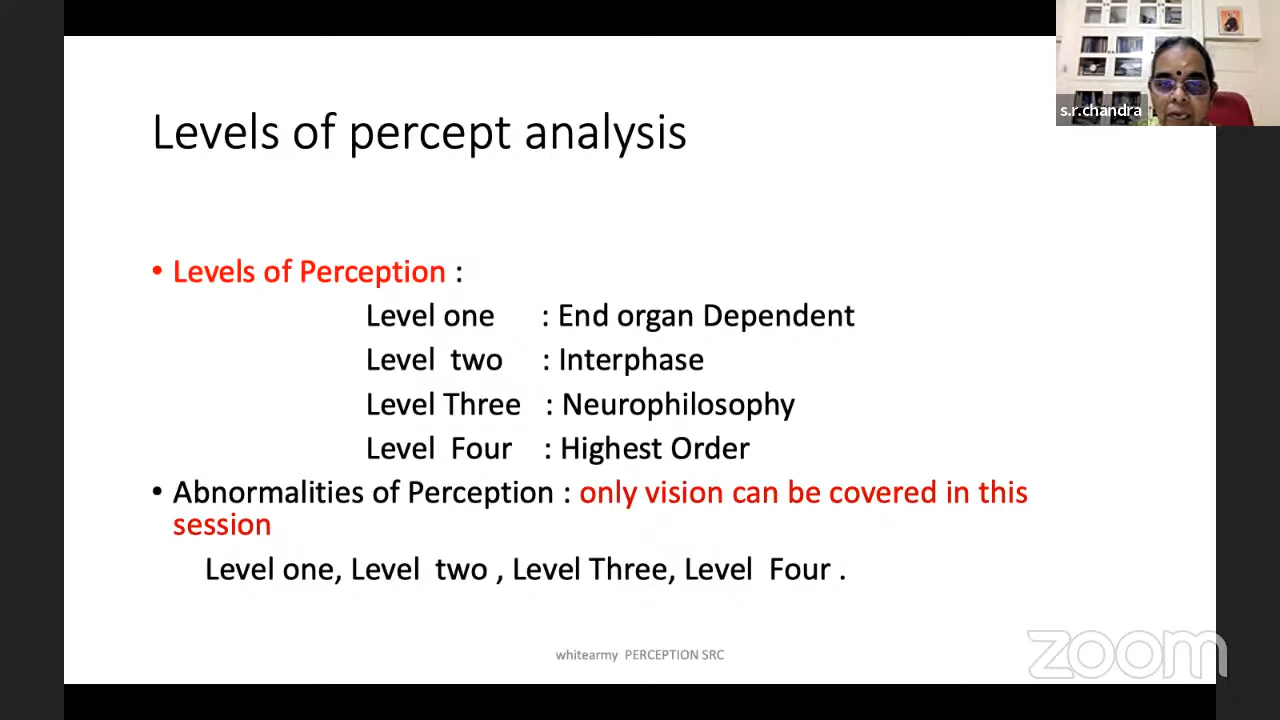 s.r.chandra
Levels of percept analysis
• Levels of Perception :
Level one : End organ Dependent
Level two : Interphase
Level Three : Neurophilosophy
Level Four : Highest Order
• Abnormalities of Perception : only vision can be covered in this
session
Level one, Level two , Level Three, Level Four .
whitearmy PERCEPTION SRC
zoom